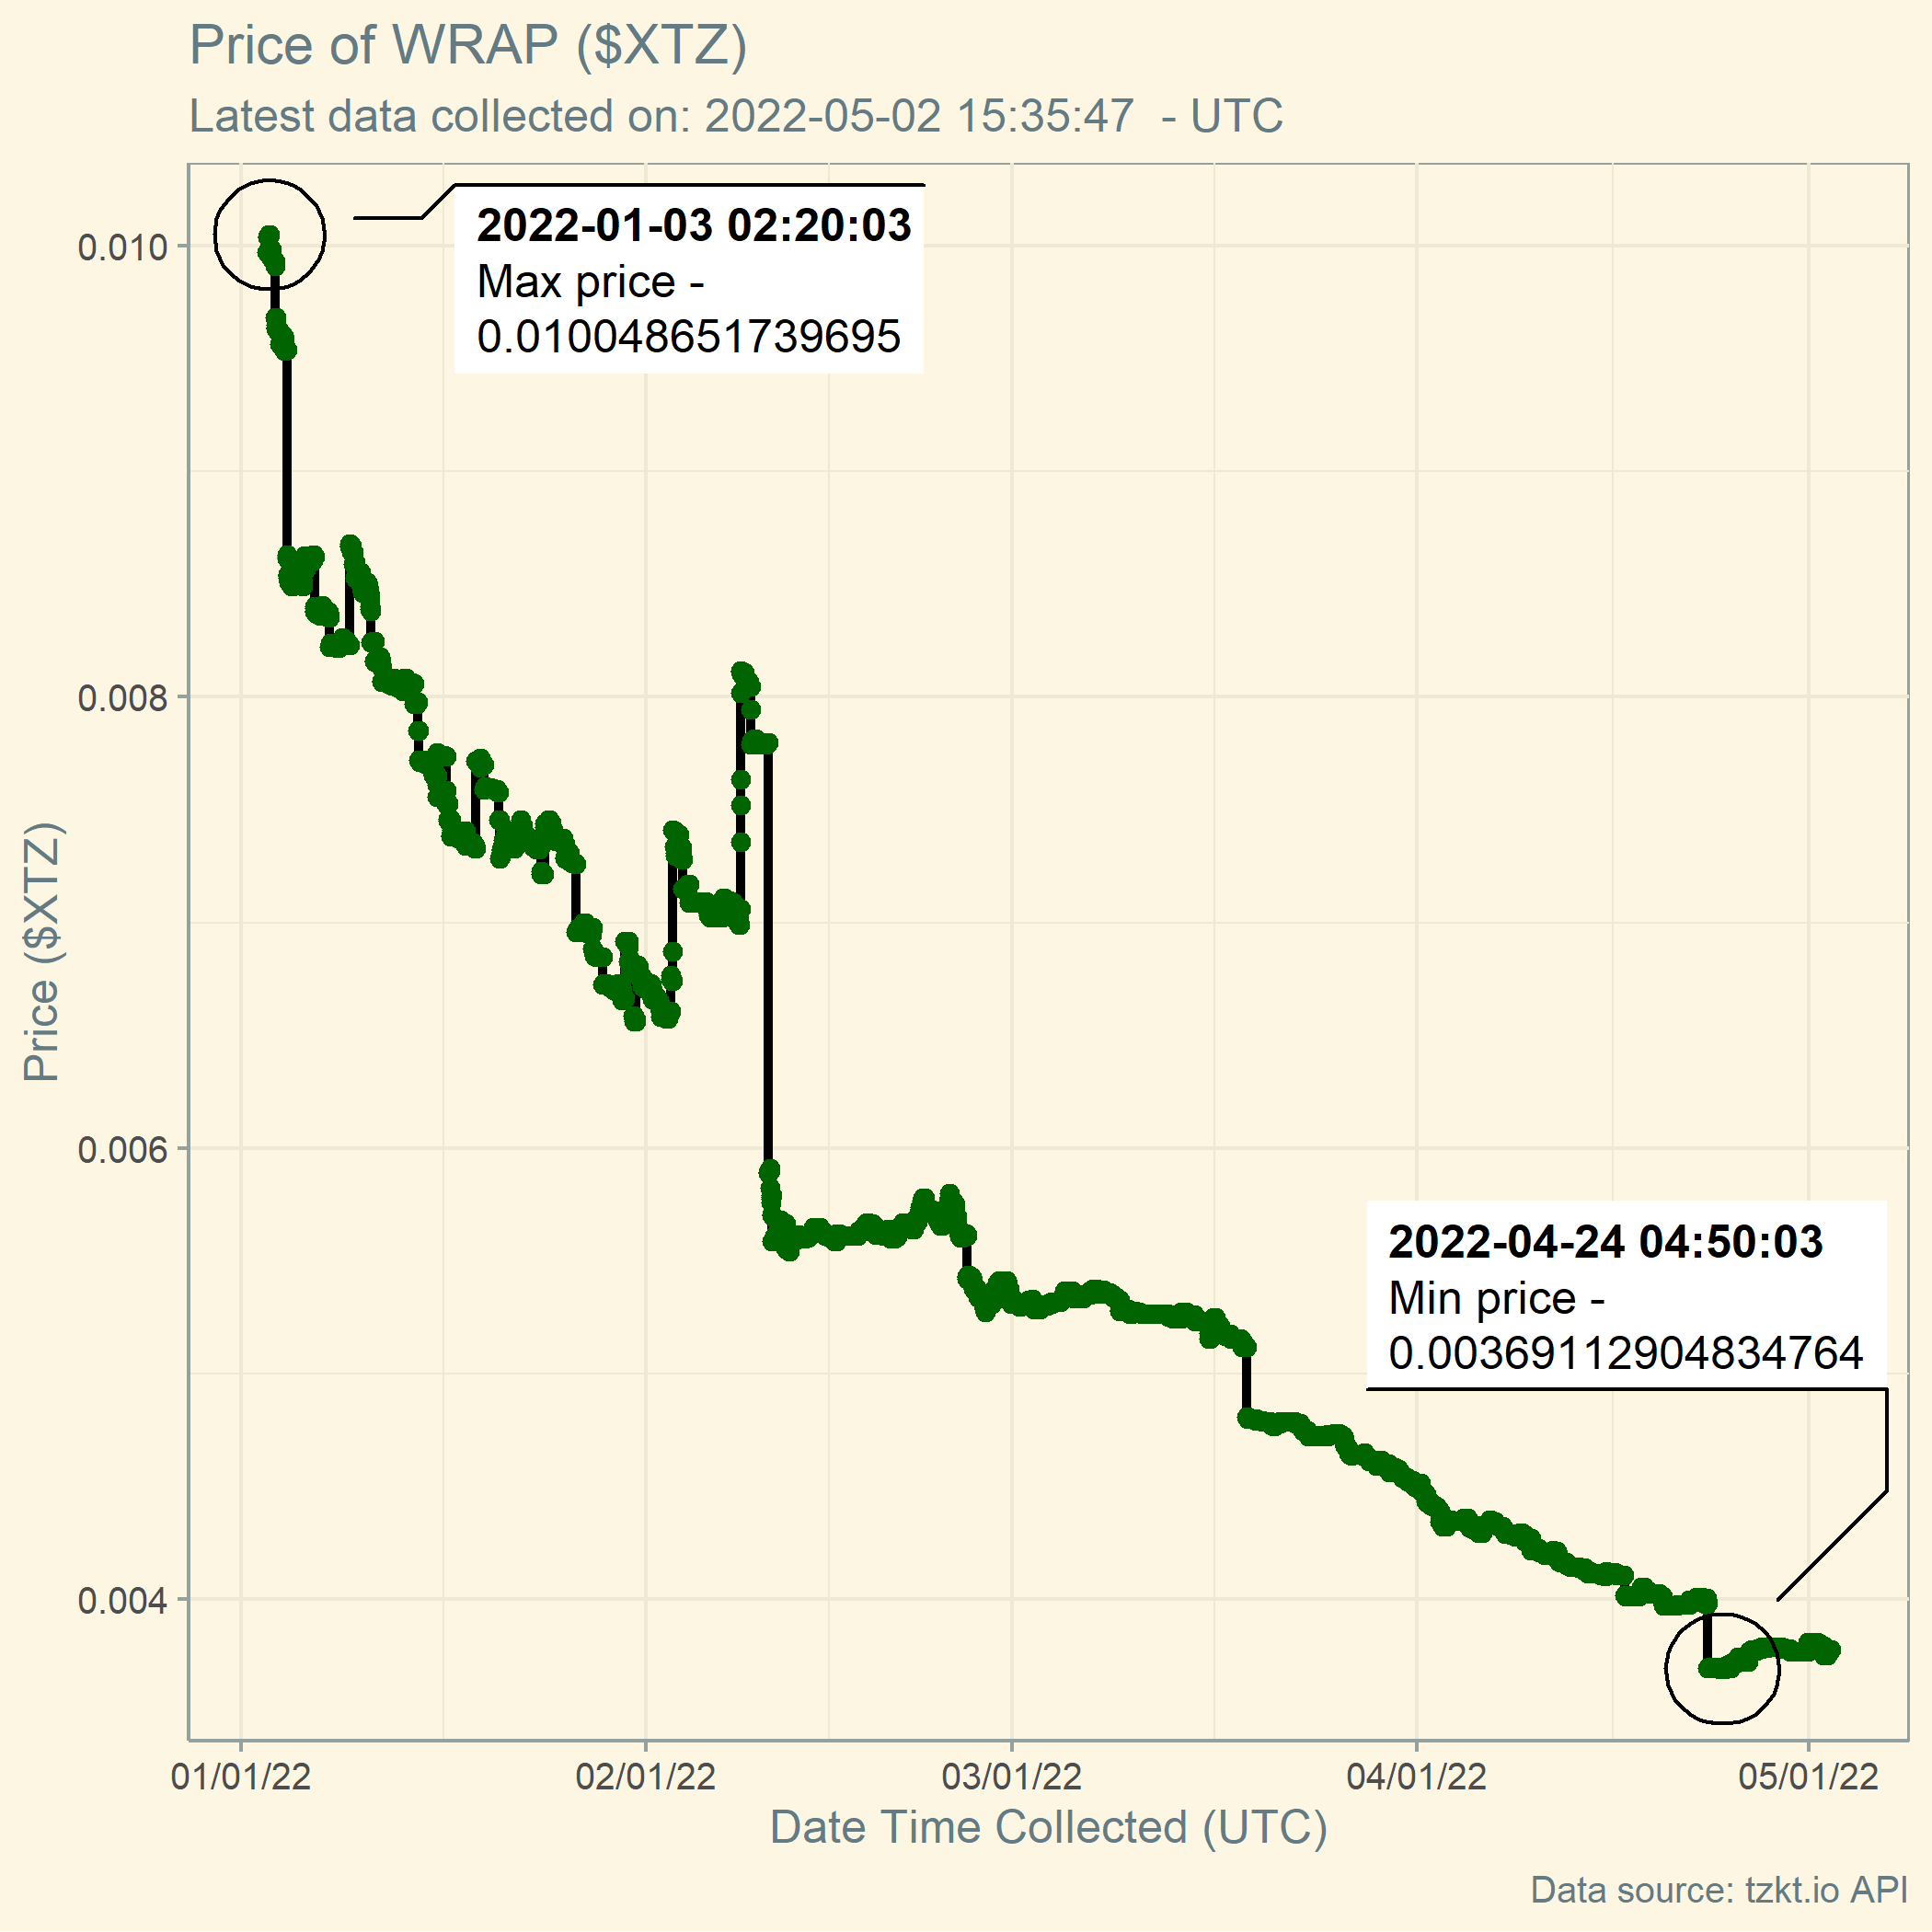 Price of WRAP ($XTZ)
Latest data collected on: 2022-05-02 15:35:47  - UTC
2022-01-03 02:20:03
Max price -
0.010048651739695
2022-04-24 04:50:03
Min price -
0.00369112904834764
0.010
0.008
0.006
0.004
Price ($XTZ)
01/01/22 02/01/22 03/01/22 04/01/22 05/01/22
Date Time Collected (UTC)
Data source: tzkt.io API